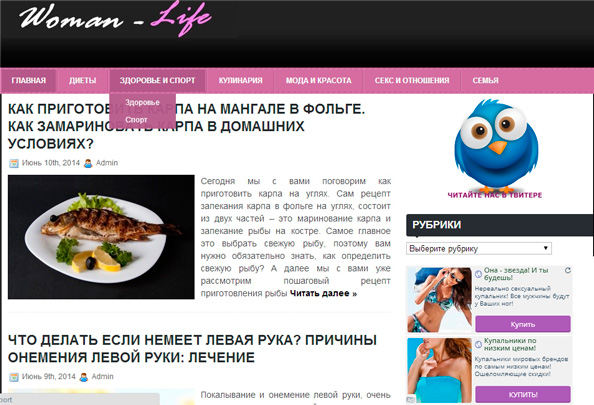 Woman - Life
ГЛАВНАЯ ДИЕТЫ ЗДОРОВЬЕ И СПОРТ КУЛИНАРИЯ МОДА И КРАСОТА СЕКС И ОТНОШЕНИЯ СЕМЬЯ
Здоровье
Спорт
КАК ПРИГОТОВИТЬ КАРПА НА МАНГАЛЕ В ФОЛЬГЕ.
КАК ЗАМАРИНОВАТЬ КАРПА В ДОМАШНИХ
УСЛОВИЯХ?
Июнь 10th, 2014 Admin
Сегодня мы с вами поговорим как
приготовить карпа на углях. Сам рецепт
запекания карпа в фольге на углях, состоит
из двух частей – это маринование карпа и
запекание рыбы на костре. Самое главное
это выбрать свежую рыбу, поэтому вам
нужно обязательно знать, как определить
свежую рыбу? А далее мы с вами уже
рассмотрим пошаговый рецепт
приготовления рыбы Читать далее »
ЧТО ДЕЛАТЬ ЕСЛИ НЕМЕЕТ ЛЕВАЯ РУКА? ПРИЧИНЫ
ОНЕМЕНИЯ ЛЕВОЙ РУКИ: ЛЕЧЕНИЕ
Июнь 9th, 2014 Admin
Покалывание и онемение левой руки, очень
port
ЧИТАЙТЕ НАС В ТВИТЕРЕ
РУБРИКИ
Выберите рубрику
Она - звезда! И ты
будешь!
Нереально сексуальный
купальник! Все мужчины будут
у Ваших ног!
Купить
Купальники по
низким ценам!
Купальники мировых брендов
по самым низким ценам!
Ошеломляющие скидки!
КУПИТЬ!